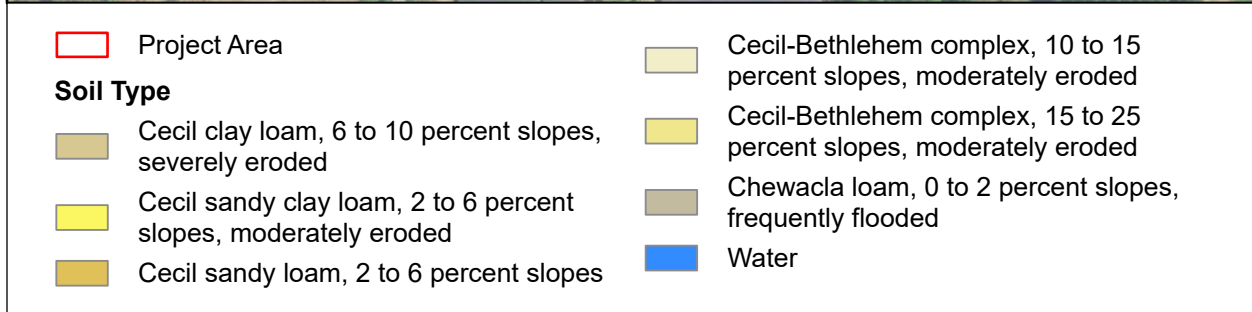 Project Area
Soil Type
Cecil clay loam, 6 to 10 percent slopes,
severely eroded
Cecil sandy clay loam, 2 to 6 percent
slopes, moderately eroded
Cecil sandy loam, 2 to 6 percent slopes
Cecil-Bethlehem complex, 10 to 15
percent slopes, moderately eroded
Cecil-Bethlehem complex, 15 to 25
percent slopes, moderately eroded
Chewacla loam, 0 to 2 percent slopes,
frequently flooded
Water